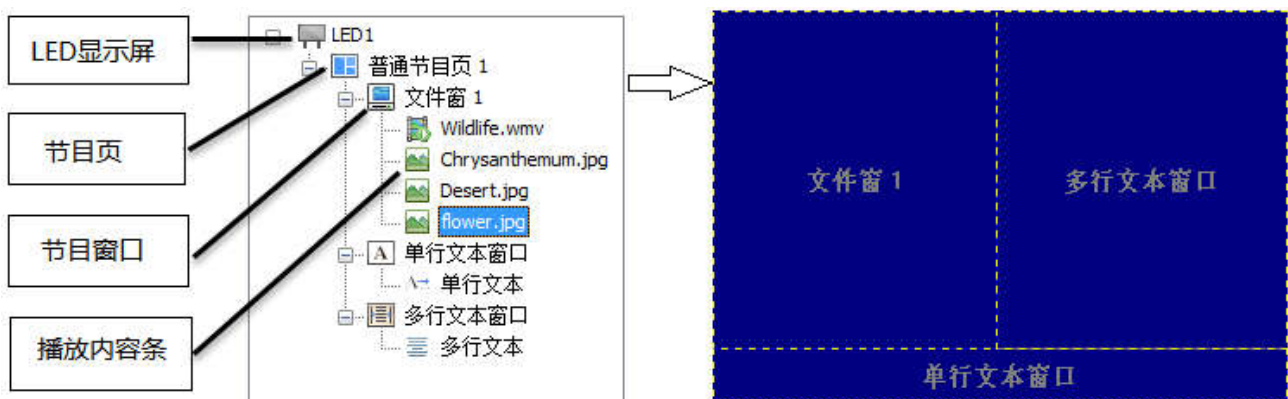 LED显示屏
节目页
节目窗口
播放内容条
LED1
普通节目页 1
文件窗 1
Wildlife.wmv
Chrysanthemum.jpg
Desert.jpg
flower.jpg
单行文本窗口
单行文本
多行文本窗口
多行文本
文件窗 1
多行文本窗口
单行文本窗口